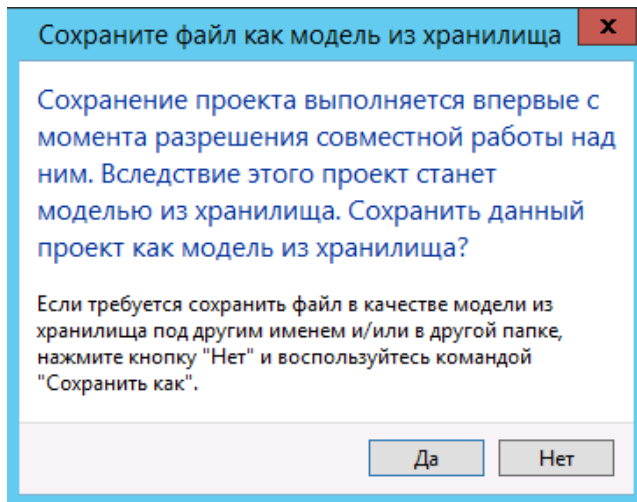 Сохраните файл как модель из хранилища
x
Сохранение проекта выполняется впервые с
момента разрешения совместной работы над
ним. Вследствие этого проект станет
моделью из хранилища. Сохранить данный
проект как модель из хранилища?
Если требуется сохранить файл в качестве модели из
хранилища под другим именем и/или в другой папке,
нажмите кнопку "Нет" и воспользуйтесь командой
"Сохранить как".
Да
Нет